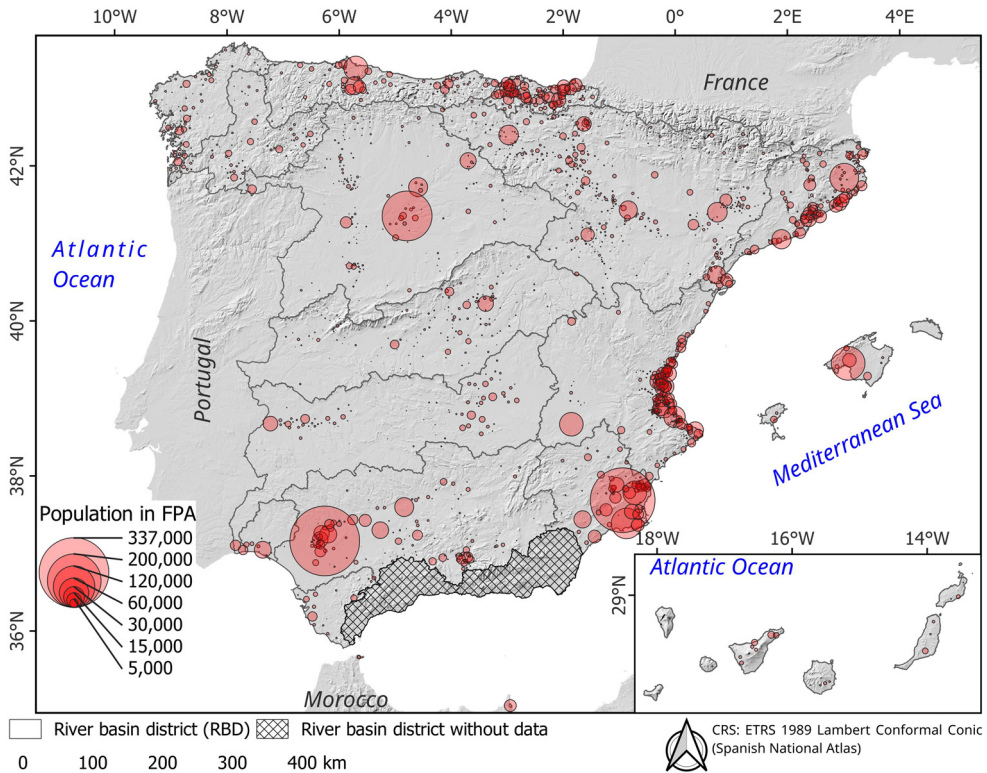 10°W 8°W 6°W 4°W 2°W 0° 2°E 4°E
France
42°N
Atlantic
Ocean
40°N
Portugal
Mediterranean Sea
38°N
Population in FPA
337,000
200,000
120,000
60,000
30,000
15,000
5,000
36°N
18°W 16°W 14°W
Atlantic Ocean
29°N
Morocco
River basin district (RBD)
River basin district without data
CRS: ETRS 1989 Lambert Conformal Conic
(Spanish National Atlas)
0 100 200 300 400 km